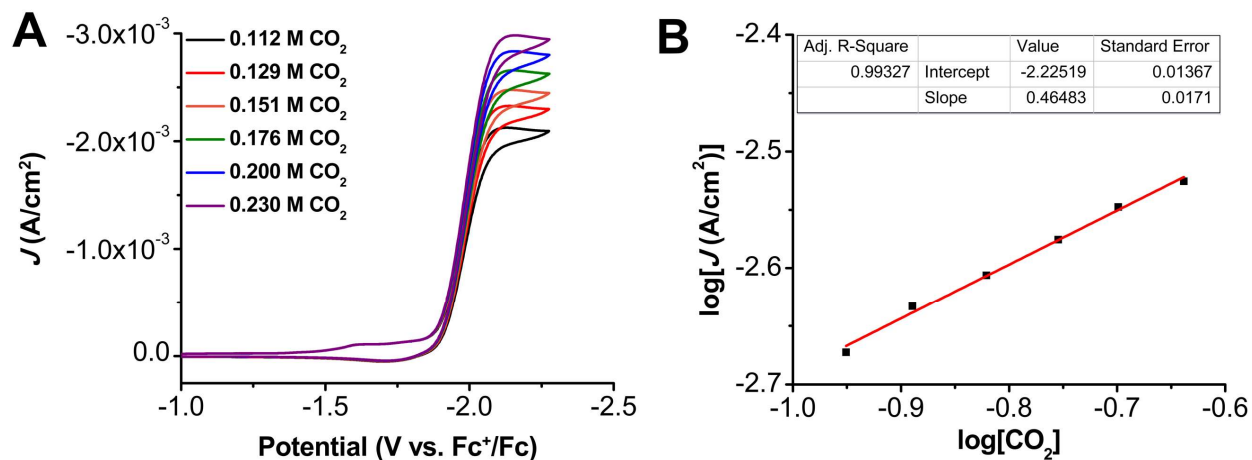 A
J (A/cm²)
-3.0x10⁻³
-2.0x10⁻³
-1.0x10⁻³
0.0
0.112 M CO₂
0.129 M CO₂
0.151 M CO₂
0.176 M CO₂
0.200 M CO₂
0.230 M CO₂
-1.0 -1.5 -2.0 -2.5
Potential (V vs. Fc⁺/Fc)
B
log[J (A/cm²)]
-2.4
-2.5
-2.6
-2.7
Adj. R-Square Value Standard Error
0.99327 Intercept -2.22519 0.01367
Slope 0.46483 0.0171
-1.0 -0.9 -0.8 -0.7 -0.6
log[CO₂]